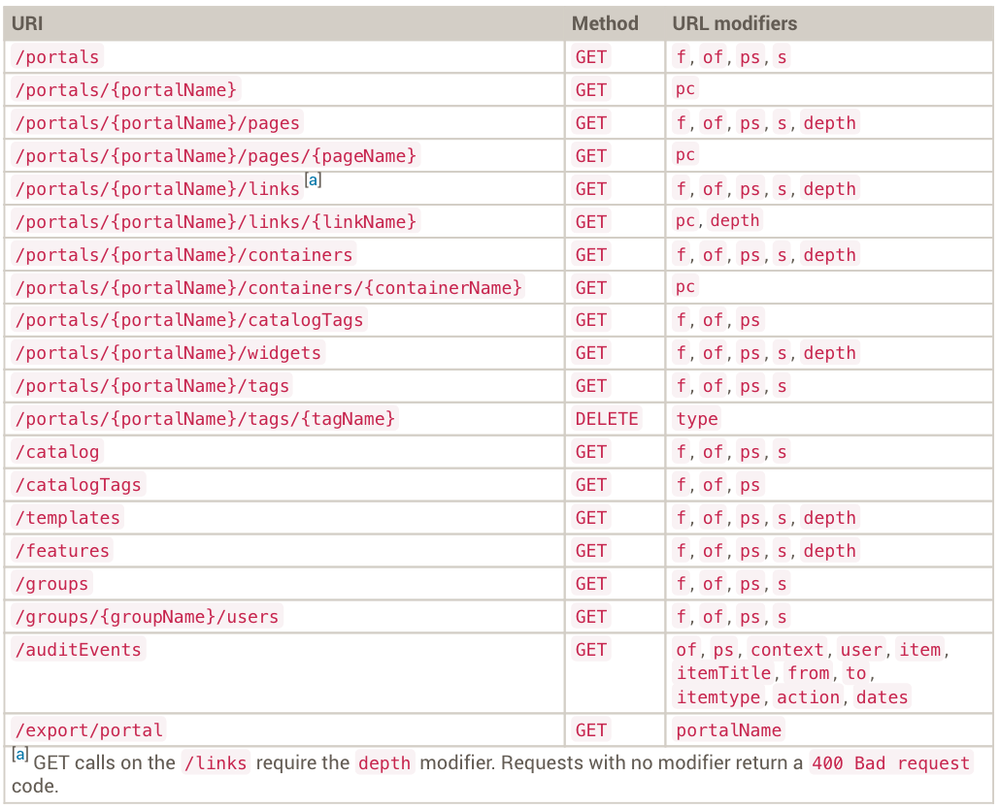 URI Method URL modifiers
/portals GET f, of, ps, s
/portals/{portalName} GET pc
/portals/{portalName}/pages GET f, of, ps, s, depth
/portals/{portalName}/pages/{pageName} GET pc
/portals/{portalName}/links [a] GET f, of, ps, s, depth
/portals/{portalName}/links/{linkName} GET pc, depth
/portals/{portalName}/containers GET f, of, ps, s, depth
/portals/{portalName}/containers/{containerName} GET pc
/portals/{portalName}/catalogTags GET f, of, ps
/portals/{portalName}/widgets GET f, of, ps, s, depth
/portals/{portalName}/tags GET f, of, ps, s
/portals/{portalName}/tags/{tagName} DELETE type
/catalog GET f, of, ps, s
/catalogTags GET f, of, ps
/templates GET f, of, ps, s, depth
/features GET f, of, ps, s, depth
/groups GET f, of, ps, s
/groups/{groupName}/users GET f, of, ps, s
/auditEvents GET of, ps, context, user, item,
itemTitle, from, to,
itemtype, action, dates
/export/portal GET portalName
[a] GET calls on the /links require the depth modifier. Requests with no modifier return a 400 Bad request
code.